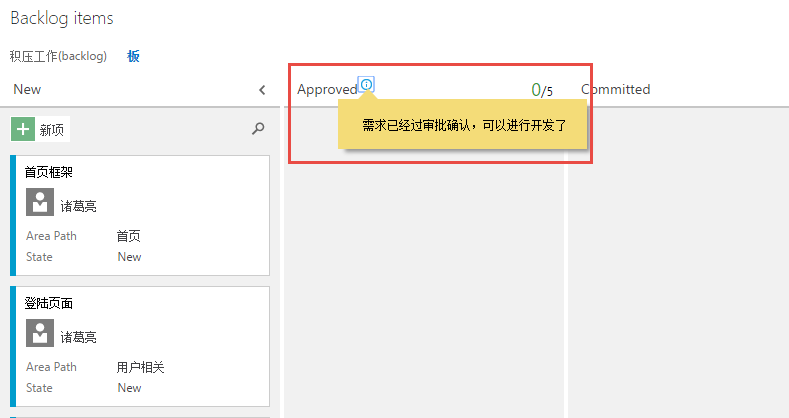 Backlog items
积压工作(backlog) 板
New
Approved 0/5
Committed
需求已经过审批确认，可以进行开发了
新项
首页框架
诸葛亮
Area Path 首页
State New
登陆页面
诸葛亮
Area Path 用户相关
State New